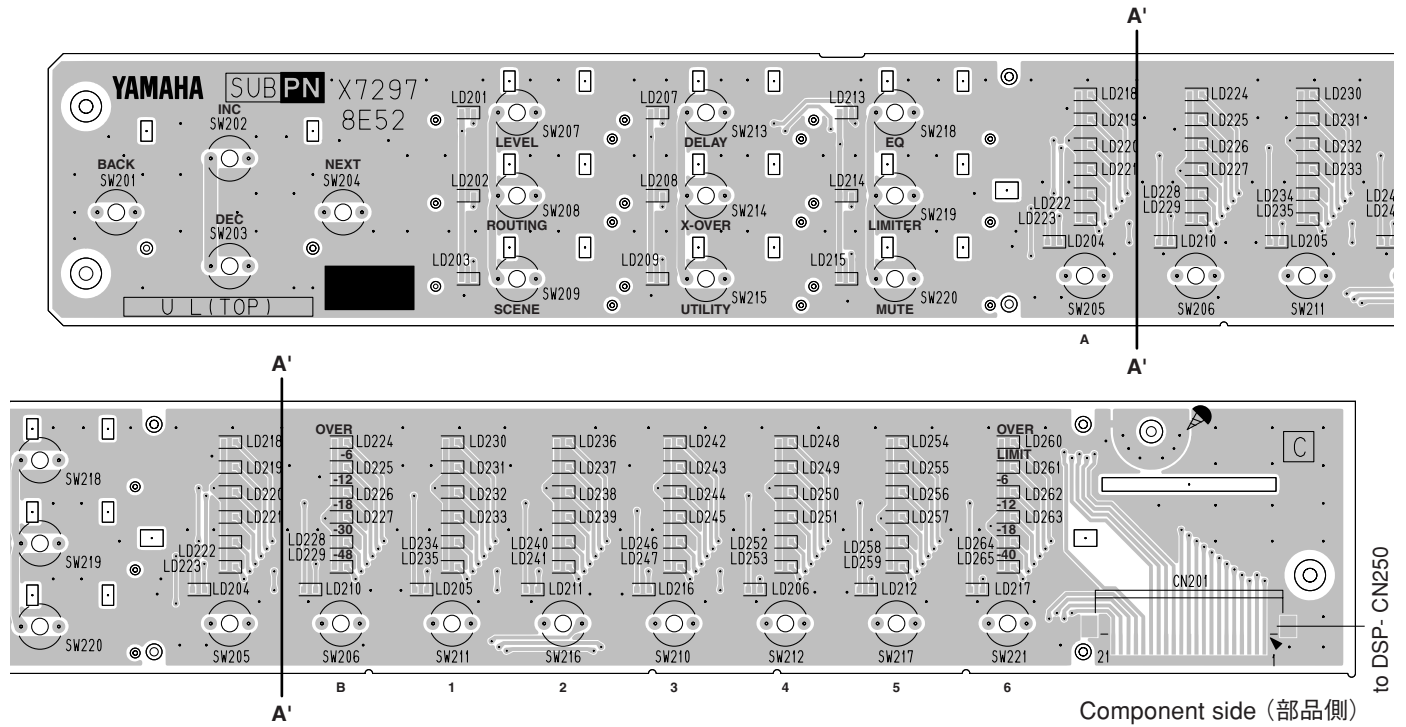 A'
YAMAHA SUB PN X7297
8E52
INC
SW202
BACK
SW201
NEXT
SW204
DEC
SW203
U L(TOP)
LD201
SW207
LEVEL
LD202
SW208
ROUTING
LD203
SW209
SCENE
LD207
SW213
DELAY
LD208
SW214
X-OVER
LD209
SW215
UTILITY
LD213
SW218
EQ
LD214
SW219
LIMITER
LD215
SW220
MUTE
LD218
LD219
LD220
LD221
LD222
LD223
LD204
SW205
A
LD224
LD225
LD226
LD227
LD228
LD229
LD210
SW206
LD230
LD231
LD232
LD233
LD234
LD235
LD205
SW211
A'
A'
SW218
SW219
SW220
LD218
LD219
LD220
LD221
LD222
LD223
LD204
SW205
OVER
LD224
-6
LD225
-12
LD226
-18
LD227
-30
LD228
LD229
-48
LD210
SW206
B
LD230
LD231
LD232
LD233
LD234
LD235
LD205
SW211
1
LD236
LD237
LD238
LD239
LD240
LD241
LD211
SW216
2
LD242
LD243
LD244
LD245
LD246
LD247
LD216
SW210
3
LD248
LD249
LD250
LD251
LD252
LD253
LD206
SW212
4
LD254
LD255
LD256
LD257
LD258
LD259
LD212
SW217
5
OVER
LD260
LIMIT
LD261
-6
LD262
-12
LD263
-18
LD264
LD265
-40
LD217
SW221
6
C
CN201
21
1
to DSP- CN250
A'
Component side（部品側）